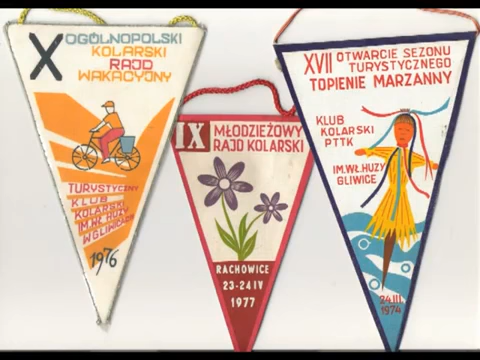 X OGÓLNOPOLSKI
KOLARSKI
RAJD
WAKACYJNY
TURYSTYCZNY
KLUB
KOLARSKI
IM.WŁ. HUZY
W GLIWICACH
1976
IX MŁODZIEŻOWY
RAJD KOLARSKI
RACHOWICE
23-24 IV
1977
XVII OTWARCIE SEZONU
TURYSTYCZNEGO
TOPIENIE MARZANNY
KLUB
KOLARSKI
PTTK
IM.WŁ.HUZY
GLIWICE
24.III.
1974